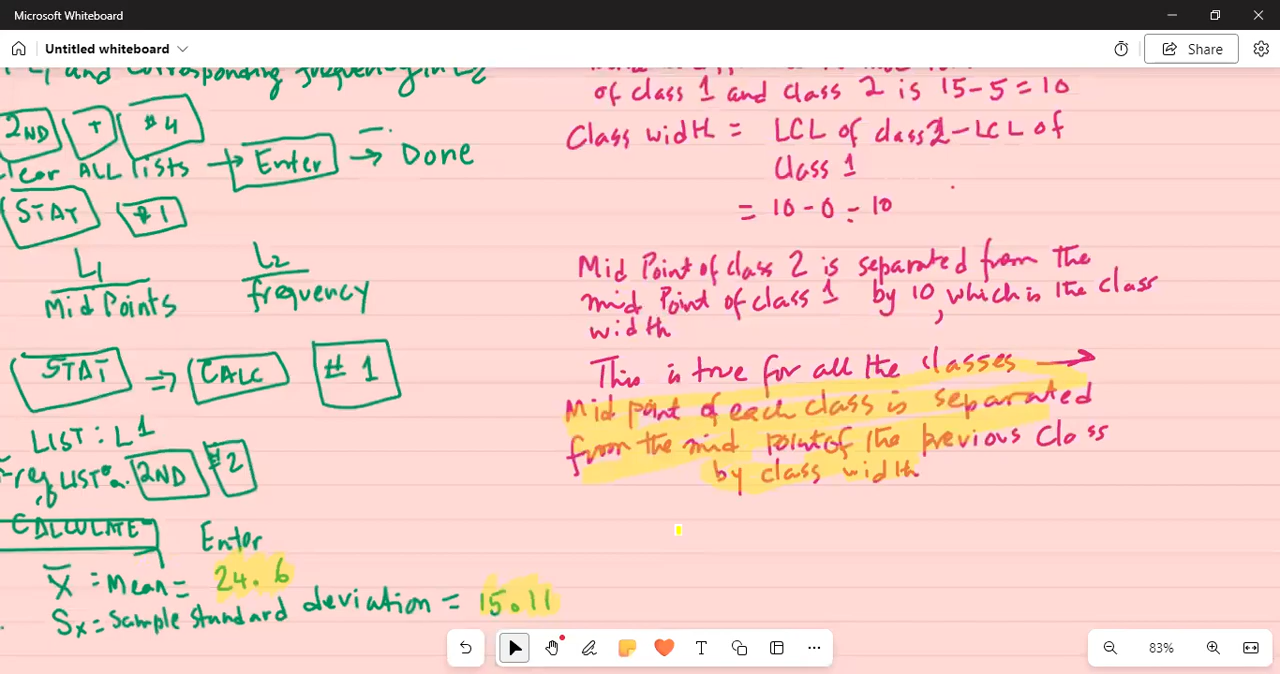 Microsoft Whiteboard
Untitled whiteboard
Share
and corresponding frequency in L2
2ND + #4
Clear ALL lists → Enter → Done
STAT #1
L1 L2
Mid Points frequency
STAT ⇒ CALC #1
LIST: L1
Freq LIST: 2ND #2
CALCULATE Enter
X̅ = Mean = 24.6
Sx = Sample standard deviation = 15.11
of class 1 and class 2 is 15-5=10
Class width = LCL of class 2 - LCL of
Class 1
= 10-0=10
Mid Point of class 2 is separated from the
mid Point of class 1 by 10, which is the class
width
This is true for all the classes →
Mid point of each class is separated
from the mid point of the previous Class
by class width
83%